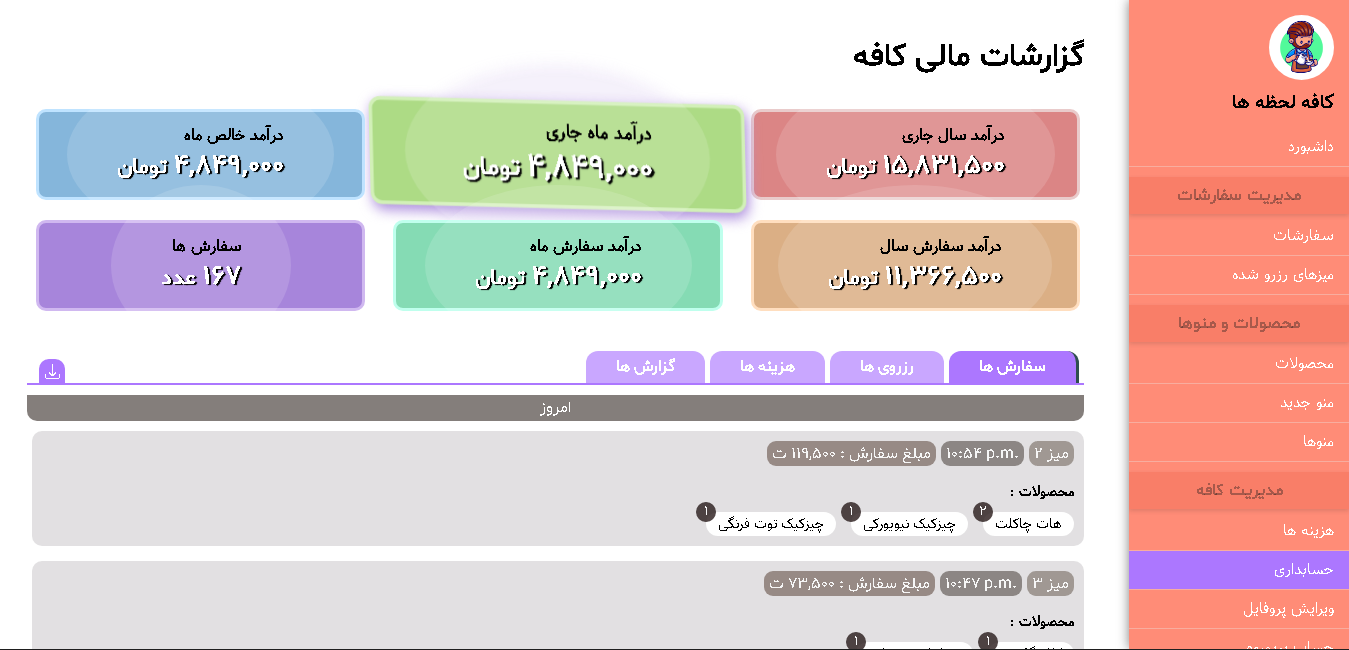 کافه لحظه ها
داشبورد
مدیریت سفارشات
سفارشات
میزهای رزرو شده
محصولات و منوها
محصولات
منو جدید
منوها
مدیریت کافه
هزینه ها
حسابداری
ویرایش پروفایل
گزارشات مالی کافه
درآمد سال جاری
۱۵,۸۳۱,۵۰۰ تومان
درآمد ماه جاری
۴,۸۴۹,۰۰۰ تومان
درآمد خالص ماه
۴,۸۴۹,۰۰۰ تومان
درآمد سفارش سال
۱۱,۳۶۶,۵۰۰ تومان
درآمد سفارش ماه
۴,۸۴۹,۰۰۰ تومان
سفارش ها
۱۶۷ عدد
سفارش ها
رزروی ها
هزینه ها
گزارش ها
امروز
میز ۲ ۱۰:۵۴ p.m. مبلغ سفارش : ۱۱۹,۵۰۰ ت
محصولات :
هات چاکلت ۲ چیزکیک نیویورکی ۱ چیزکیک توت فرنگی ۱
میز ۳ ۱۰:۴۷ p.m. مبلغ سفارش : ۷۳,۵۰۰ ت
محصولات :
۱ ۱